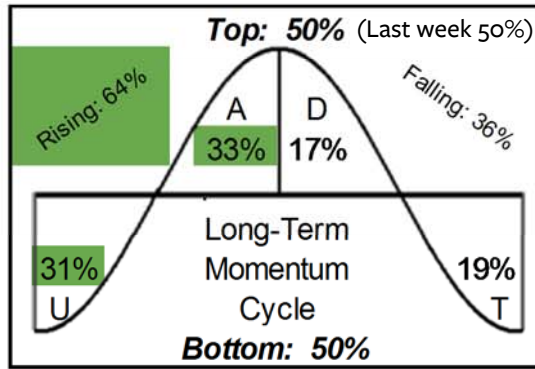 Top: 50% (Last week 50%)
Rising: 64%
Falling: 36%
A D
33% 17%
Long-Term
31% Momentum 19%
U Cycle T
Bottom: 50%